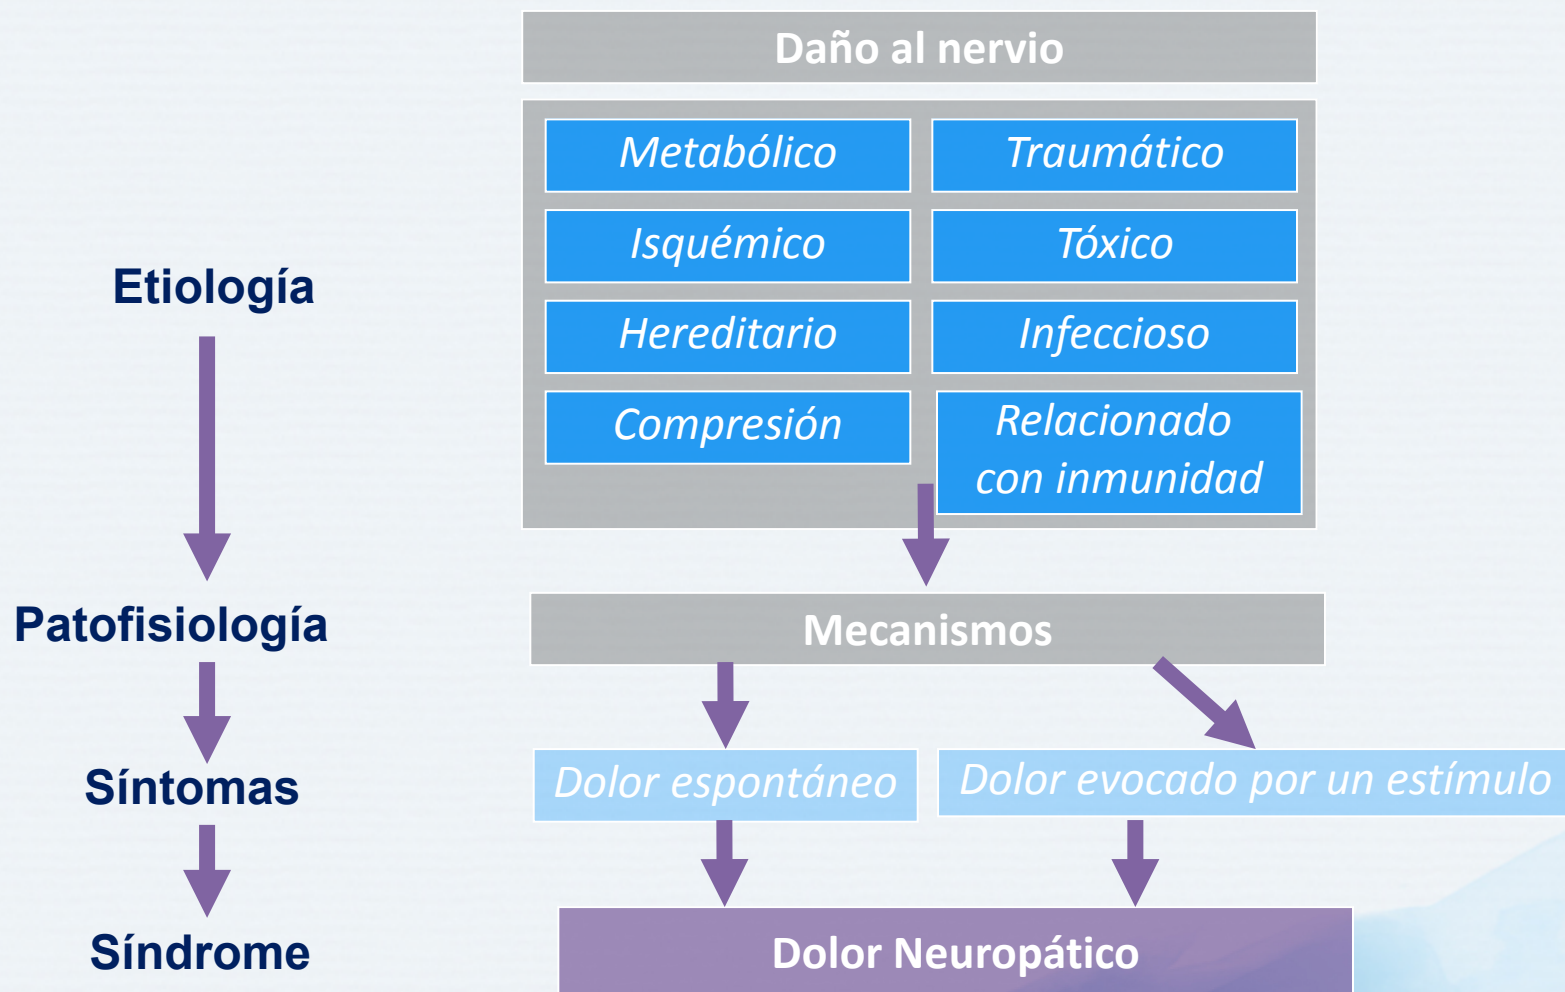 Daño al nervio
Metabólico
Traumático
Isquémico
Tóxico
Etiología
Hereditario
Infeccioso
Compresión
Relacionado
con inmunidad
Patofisiología
Mecanismos
Síntomas
Dolor espontáneo
Dolor evocado por un estímulo
Síndrome
Dolor Neuropático